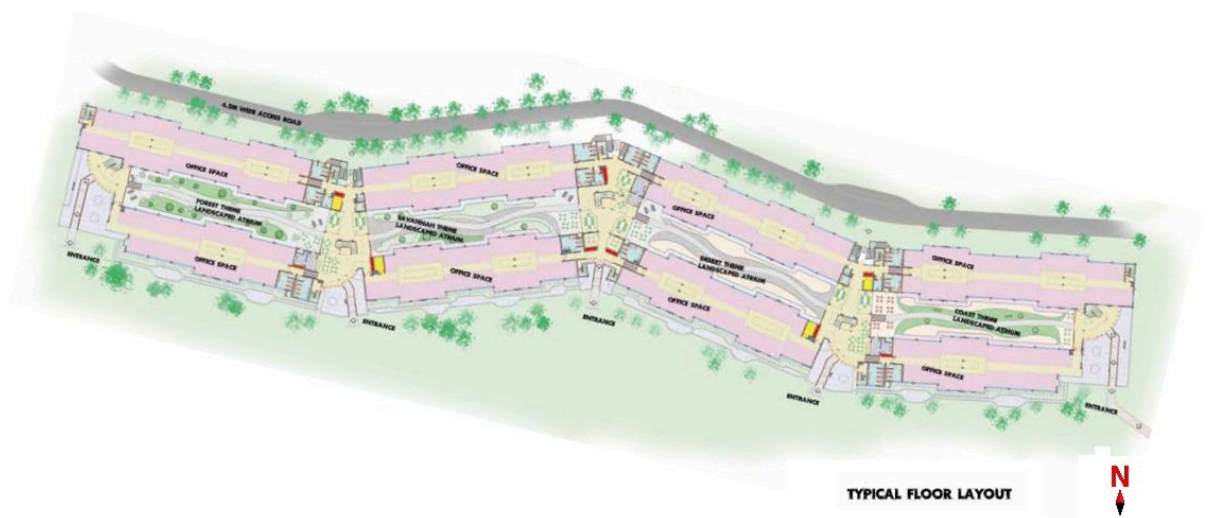 6.5M WIDE ACCESS ROAD
OFFICE SPACE
OFFICE SPACE
OFFICE SPACE
OFFICE SPACE
FOREST THEME
LANDSCAPED ATRIUM
SAVANNAH THEME
LANDSCAPED ATRIUM
DESERT THEME
LANDSCAPED ATRIUM
COAST THEME
LANDSCAPED ATRIUM
OFFICE SPACE
OFFICE SPACE
OFFICE SPACE
OFFICE SPACE
ENTRANCE
ENTRANCE
ENTRANCE
ENTRANCE
ENTRANCE
TYPICAL FLOOR LAYOUT
N